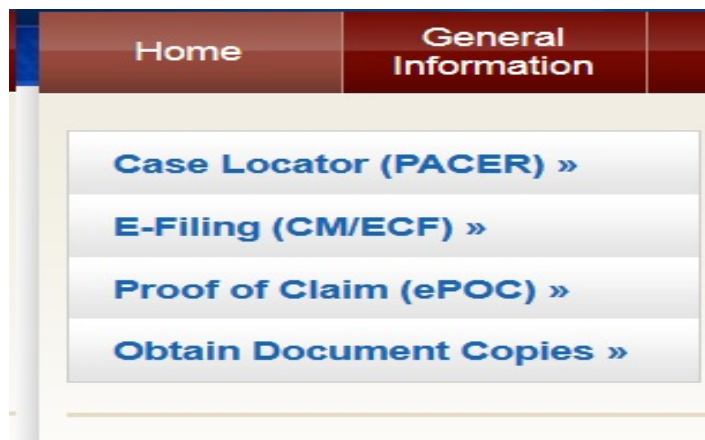 Home
General
Information
Case Locator (PACER) »
E-Filing (CM/ECF) »
Proof of Claim (ePOC) »
Obtain Document Copies »